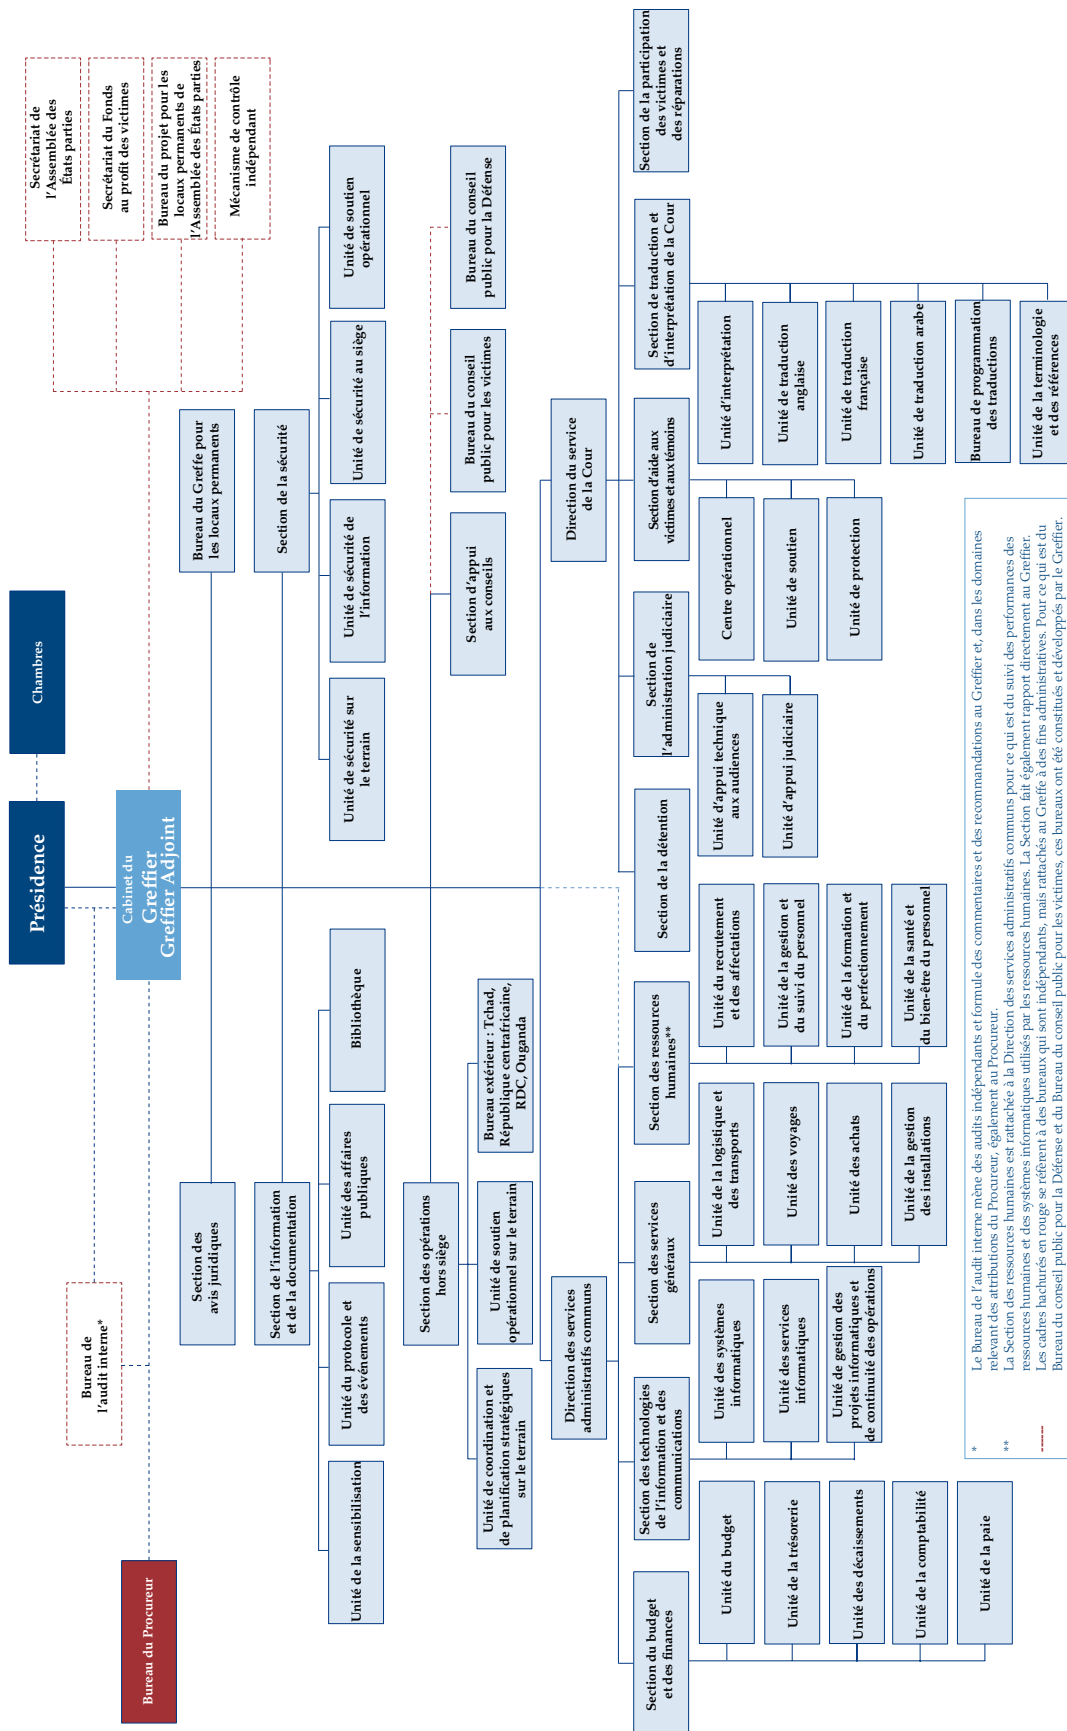 Présidence
Chambres
Cabinet du
Greffier
Greffier Adjoint
Bureau du Procureur
Bureau de
l'audit interne*
Secrétariat de
l'Assemblée des
États parties
Secrétariat du Fonds
au profit des victimes
Bureau du projet pour les
locaux permanents de
l'Assemblée des États parties
Mécanisme de contrôle
indépendant
Section des
avis juridiques
Bureau du Greffe pour
les locaux permanents
Section de l'information
et de la documentation
Section de la sécurité
Unité de la sensibilisation
Unité du protocole et
des événements
Unité des affaires
publiques
Bibliothèque
Unité de sécurité sur
le terrain
Unité de sécurité de
l'information
Unité de sécurité au siège
Unité de soutien
opérationnel
Section des opérations
hors siège
Section d'appui
aux conseils
Bureau du conseil
public pour les victimes
Bureau du conseil
public pour la Défense
Unité de coordination et
de planification stratégiques
sur le terrain
Unité de soutien
opérationnel sur le terrain
Bureau extérieur : Tchad,
République centrafricaine,
RDC, Ouganda
Direction des services
administratifs communs
Direction du service
de la Cour
Section du budget
et des finances
Section des technologies
de l'information et des
communications
Section des services
généraux
Section des ressources
humaines**
Section de la détention
Section de
l'administration judiciaire
Section d'aide aux
victimes et aux témoins
Section de traduction et
d'interprétation de la Cour
Section de la participation
des victimes et
des réparations
Unité du budget
Unité de la trésorerie
Unité des décaissements
Unité de la comptabilité
Unité de la paie
Unité des systèmes
informatiques
Unité des services
informatiques
Unité de gestion des
projets informatiques et
de continuité des opérations
Unité de la logistique et
des transports
Unité des voyages
Unité des achats
Unité de la gestion
des installations
Unité du recrutement
et des affectations
Unité de la gestion et
du suivi du personnel
Unité de la formation et
du perfectionnement
Unité de la santé et
du bien-être du personnel
Unité d'appui technique
aux audiences
Unité d'appui judiciaire
Centre opérationnel
Unité de soutien
Unité de protection
Unité d'interprétation
Unité de traduction
anglaise
Unité de traduction
française
Unité de traduction arabe
Bureau de programmation
des traductions
Unité de la terminologie
et des références
* Le Bureau de l'audit interne mène des audits indépendants et formule des commentaires et des recommandations au Greffier et, dans les domaines
relevant des attributions du Procureur, également au Procureur.
** La Section des ressources humaines est rattachée à la Direction des services administratifs communs pour ce qui est du suivi des performances des
ressources humaines et des systèmes informatiques utilisés par les ressources humaines. La Section fait également rapport directement au Greffier.
Les cadres hachurés en rouge se réfèrent à des bureaux qui sont indépendants, mais rattachés au Greffe à des fins administratives. Pour ce qui est du
Bureau du conseil public pour la Défense et du Bureau du conseil public pour les victimes, ces bureaux ont été constitués et développés par le Greffier.